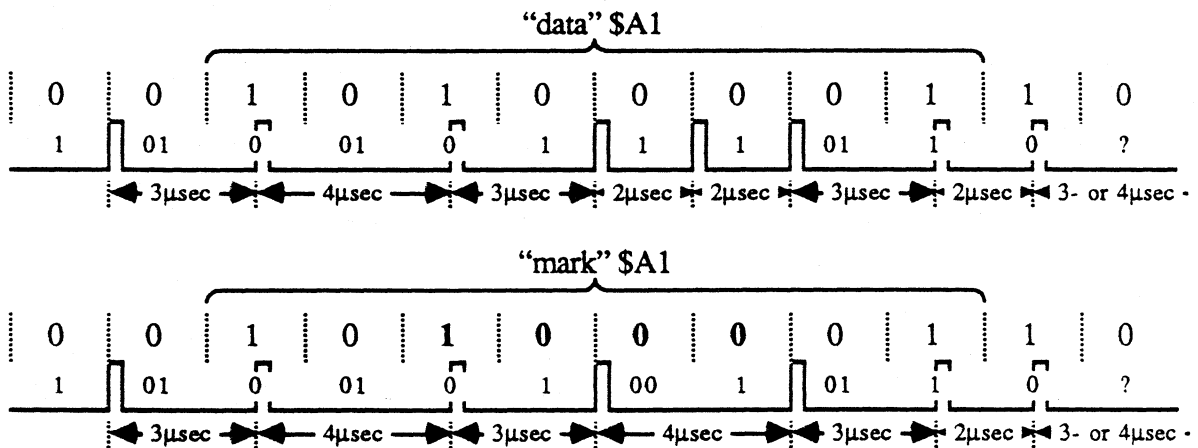 “data” $A1
0 0 1 0 1 0 0 0 0 1 1 0
1 01 0 01 0 1 1 1 01 1 0 ?
3µsec 4µsec 3µsec 2µsec 2µsec 3µsec 2µsec 3- or 4µsec -
“mark” $A1
0 0 1 0 1 0 0 0 0 1 1 0
1 01 0 01 0 1 00 1 01 1 0 ?
3µsec 4µsec 3µsec 4µsec 3µsec 2µsec 3- or 4µsec -